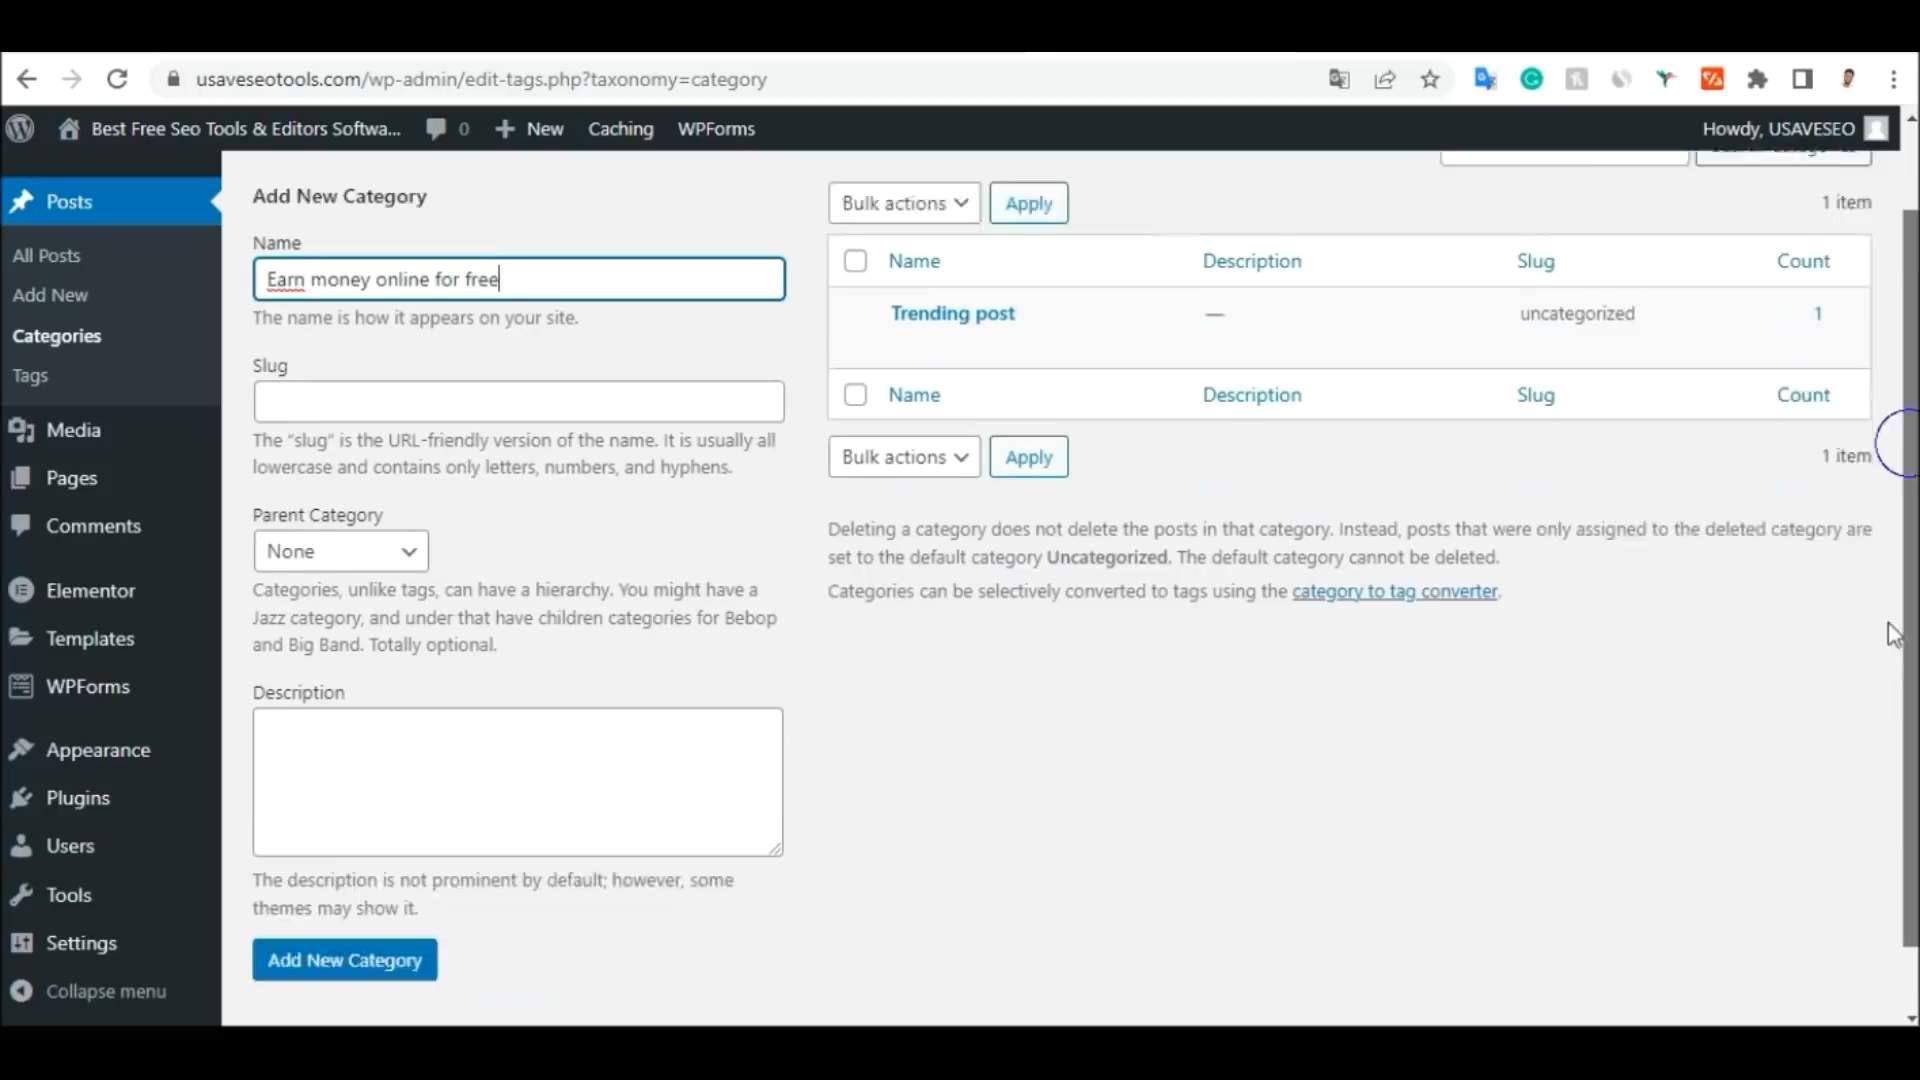 usaveseotools.com/wp-admin/edit-tags.php?taxonomy=category
Best Free Seo Tools & Editors Softwa... 0 New Caching WPForms Howdy, USAVESEO
Posts
All Posts
Add New
Categories
Tags
Media
Pages
Comments
Elementor
Templates
WPForms
Appearance
Plugins
Users
Tools
Settings
Collapse menu
Add New Category
Name
Earn money online for free
The name is how it appears on your site.
Slug
The “slug” is the URL-friendly version of the name. It is usually all
lowercase and contains only letters, numbers, and hyphens.
Parent Category
None
Categories, unlike tags, can have a hierarchy. You might have a
Jazz category, and under that have children categories for Bebop
and Big Band. Totally optional.
Description
The description is not prominent by default; however, some
themes may show it.
Add New Category
Bulk actions Apply 1 item
Name Description Slug Count
Trending post — uncategorized 1
Name Description Slug Count
Bulk actions Apply 1 item
Deleting a category does not delete the posts in that category. Instead, posts that were only assigned to the deleted category are
set to the default category Uncategorized. The default category cannot be deleted.
Categories can be selectively converted to tags using the category to tag converter.